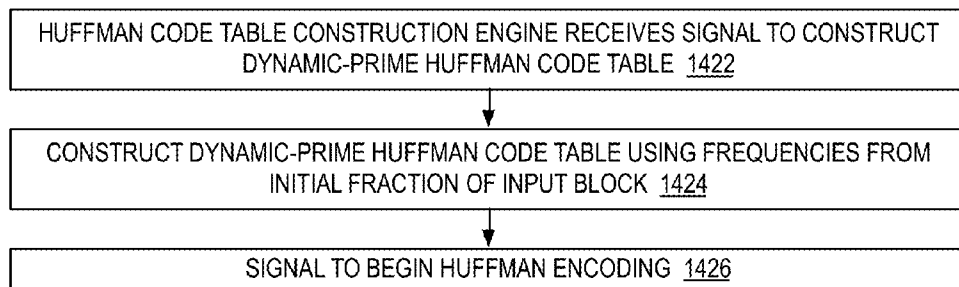 HUFFMAN CODE TABLE CONSTRUCTION ENGINE RECEIVES SIGNAL TO CONSTRUCT
DYNAMIC-PRIME HUFFMAN CODE TABLE 1422
CONSTRUCT DYNAMIC-PRIME HUFFMAN CODE TABLE USING FREQUENCIES FROM
INITIAL FRACTION OF INPUT BLOCK 1424
SIGNAL TO BEGIN HUFFMAN ENCODING 1426